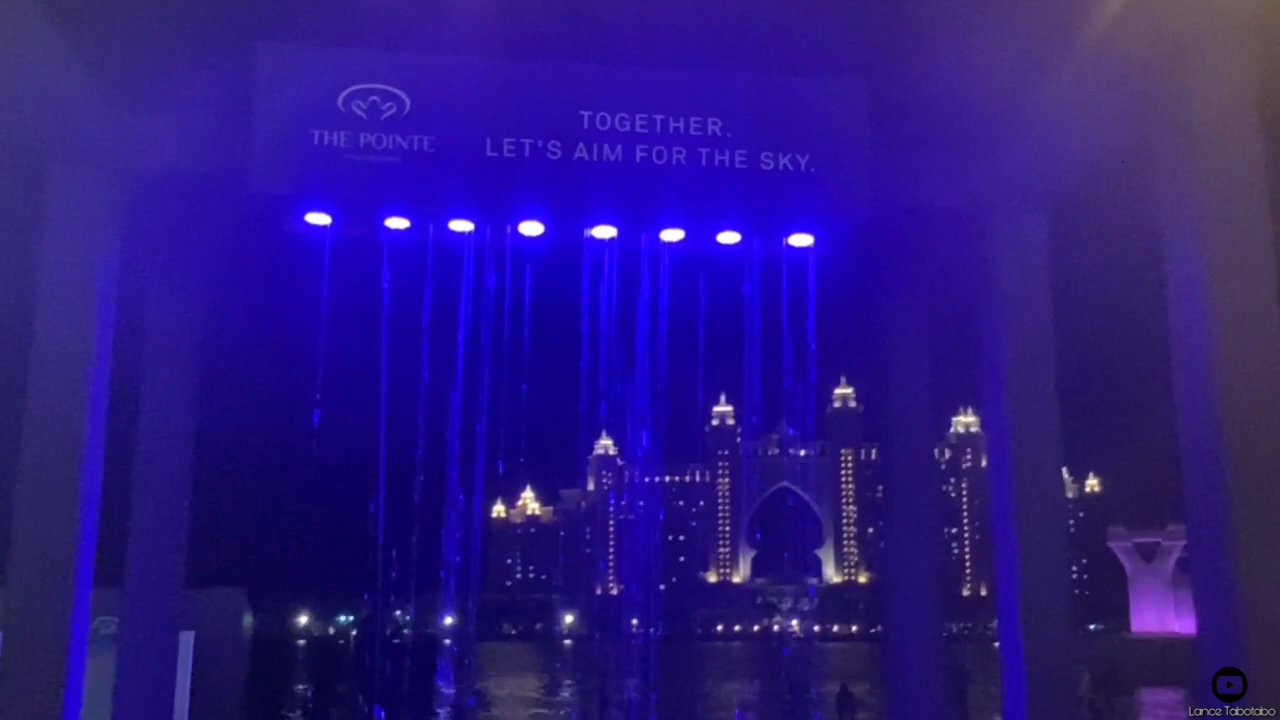 THE POINTE
TOGETHER.
LET'S AIM FOR THE SKY.
Lance Tabotabo